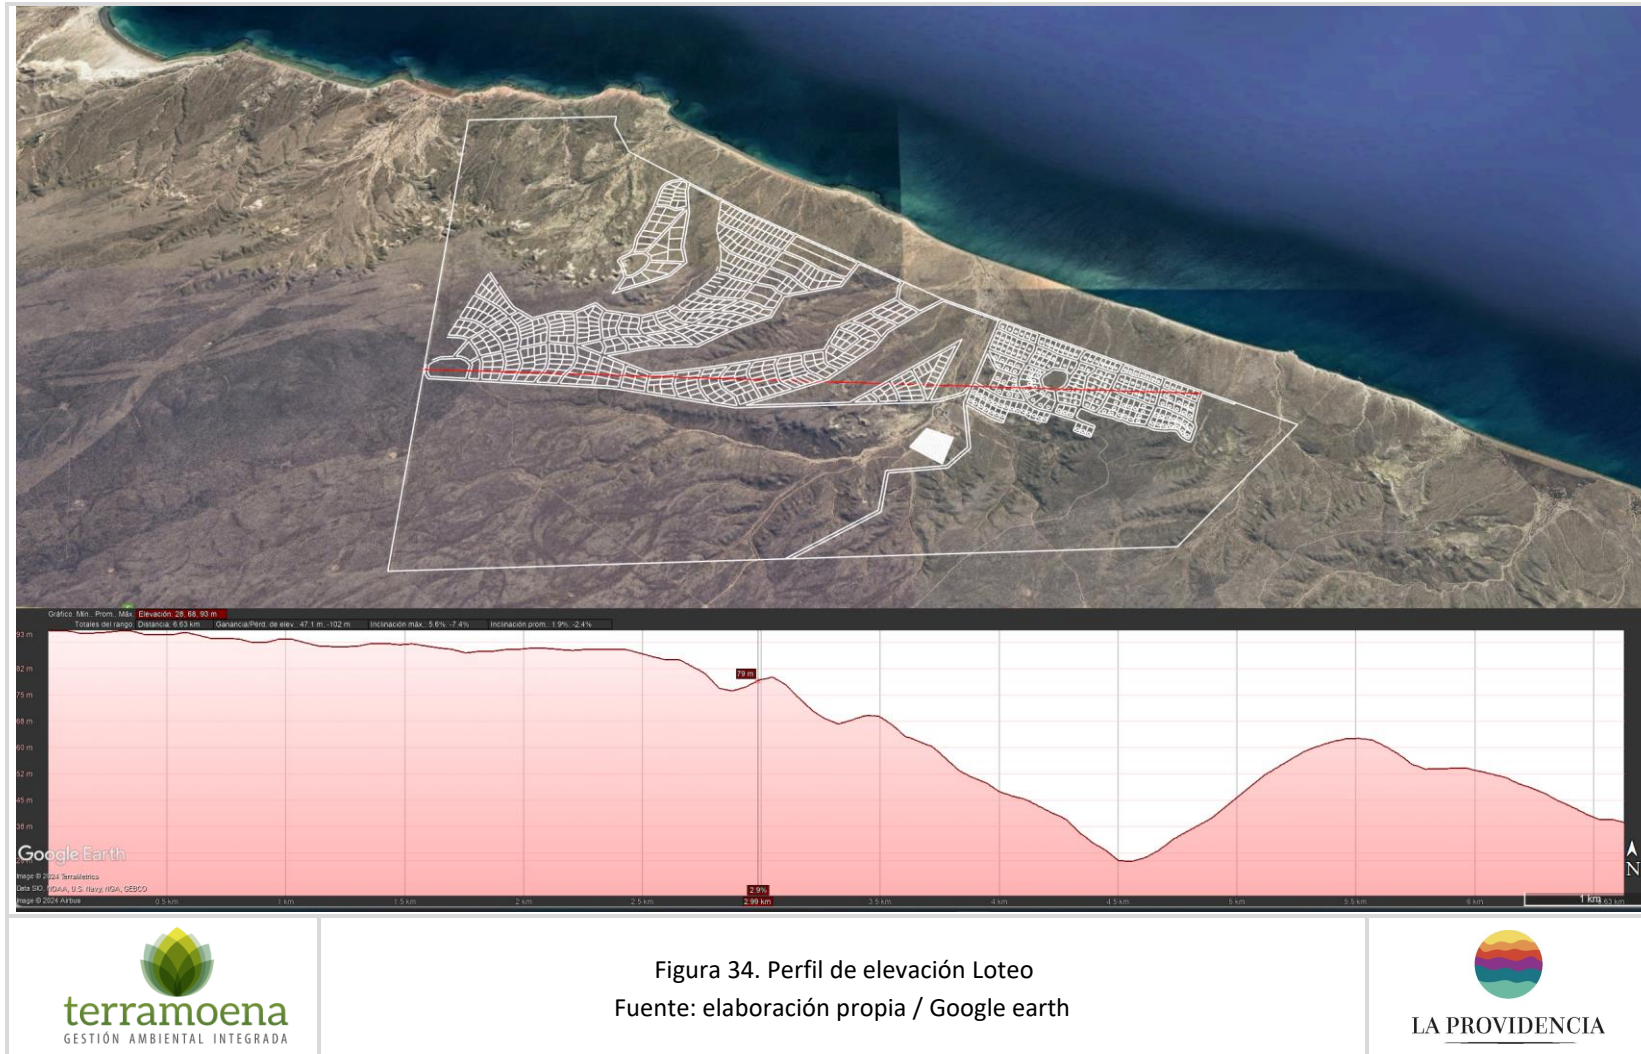 Gráfico: Mín., Prom., Máx. Elevación: 28, 68, 93 m
Totales del rango: Distancia: 6.63 km Ganancia/Pérd. de elev.: 47.1 m, -102 m Inclinación máx.: 5.6%, -7.4% Inclinación prom.: 1.9%, -2.4%
93 m
82 m
75 m
68 m
60 m
52 m
45 m
38 m
79 m
Google Earth
Image © 2024 TerraMetrics
Data SIO, NOAA, U.S. Navy, NGA, GEBCO
Image © 2024 Airbus
2.9%
0.5 km 1 km 1.5 km 2 km 2.5 km 2.99 km 3.5 km 4 km 4.5 km 5 km 5.5 km 6 km 6.63 km
N
1 km
terramoena
GESTIÓN AMBIENTAL INTEGRADA
Figura 34. Perfil de elevación Loteo
Fuente: elaboración propia / Google earth
LA PROVIDENCIA